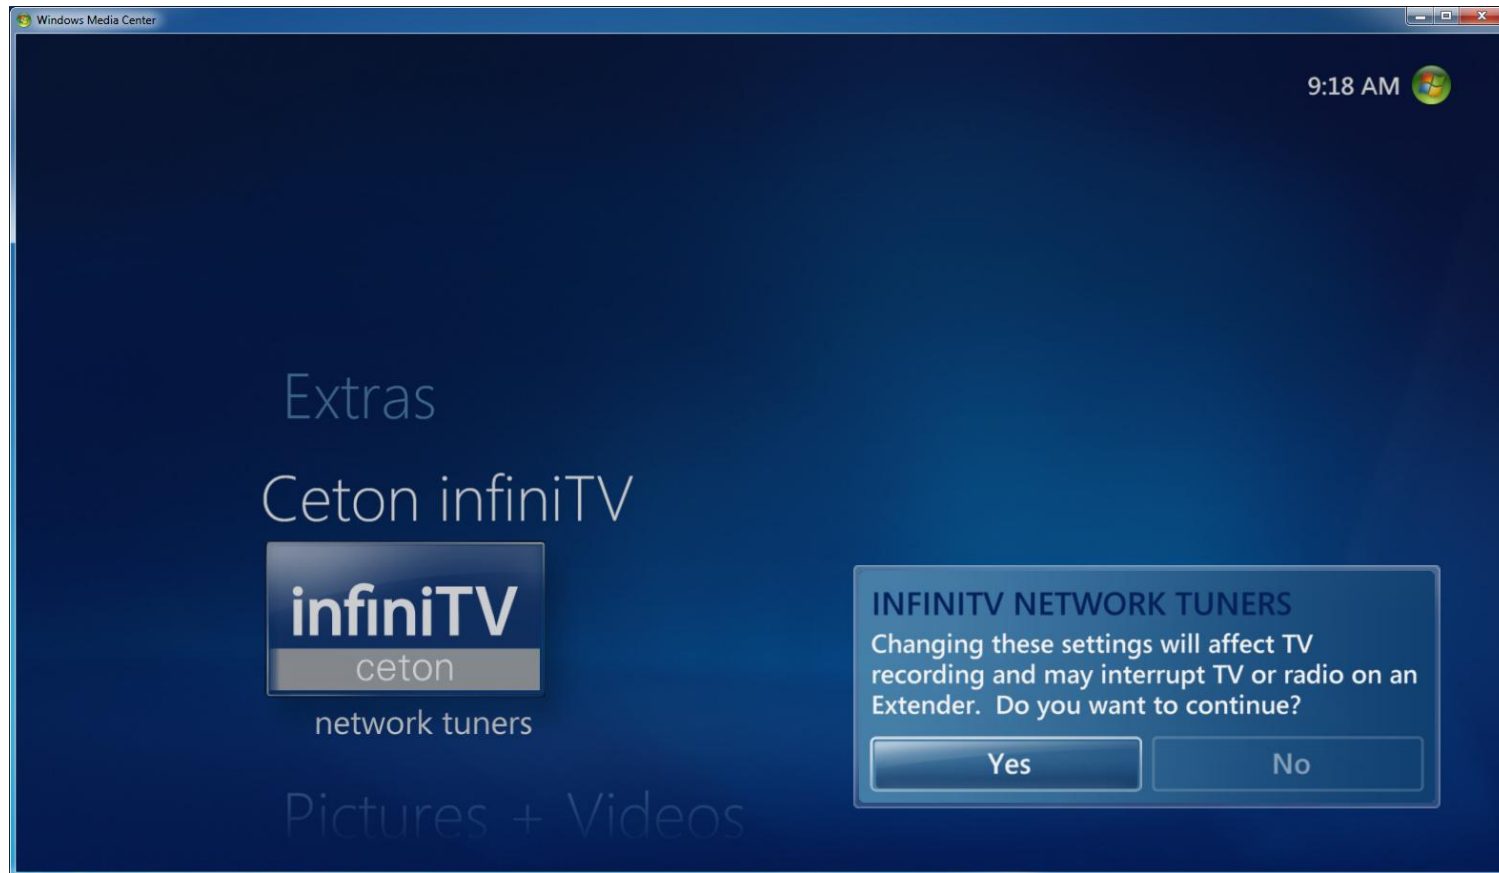 Windows Media Center
9:18 AM
Extras
Ceton infiniTV
infiniTV
ceton
network tuners
Pictures + Videos
INFINITV NETWORK TUNERS
Changing these settings will affect TV
recording and may interrupt TV or radio on an
Extender.  Do you want to continue?
Yes
No